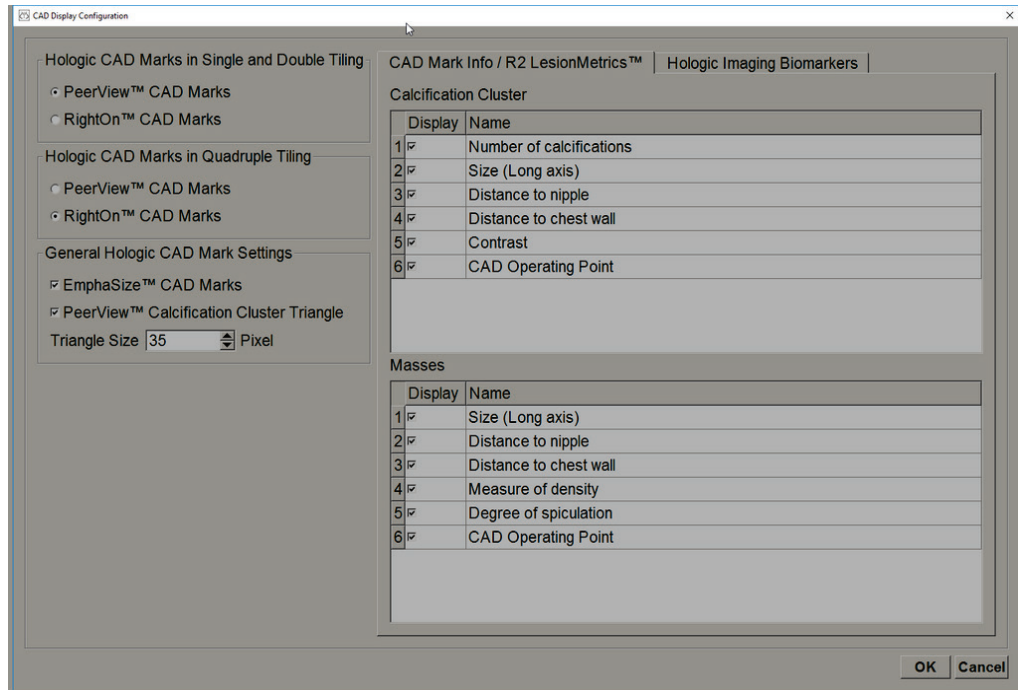 CAD Display Configuration
Hologic CAD Marks in Single and Double Tiling
PeerView™ CAD Marks
RightOn™ CAD Marks
Hologic CAD Marks in Quadruple Tiling
PeerView™ CAD Marks
RightOn™ CAD Marks
General Hologic CAD Mark Settings
EmphaSize™ CAD Marks
PeerView™ Calcification Cluster Triangle
Triangle Size 35 Pixel
CAD Mark Info / R2 LesionMetrics™ Hologic Imaging Biomarkers
Calcification Cluster
Display Name
1 Number of calcifications
2 Size (Long axis)
3 Distance to nipple
4 Distance to chest wall
5 Contrast
6 CAD Operating Point
Masses
Display Name
1 Size (Long axis)
2 Distance to nipple
3 Distance to chest wall
4 Measure of density
5 Degree of spiculation
6 CAD Operating Point
OK Cancel